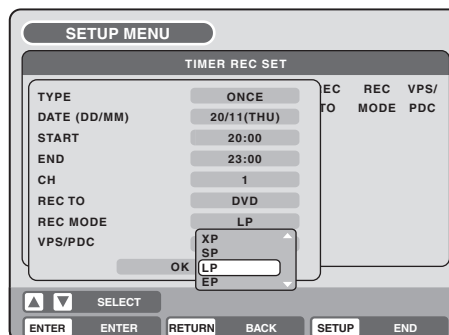 SETUP MENU
TIMER REC SET
EC REC VPS/
TO MODE PDC
TYPE ONCE
DATE (DD/MM) 20/11(THU)
START 20:00
END 23:00
CH 1
REC TO DVD
REC MODE LP
VPS/PDC
XP
SP
LP
EP
OK
SELECT
ENTER ENTER RETURN BACK SETUP END